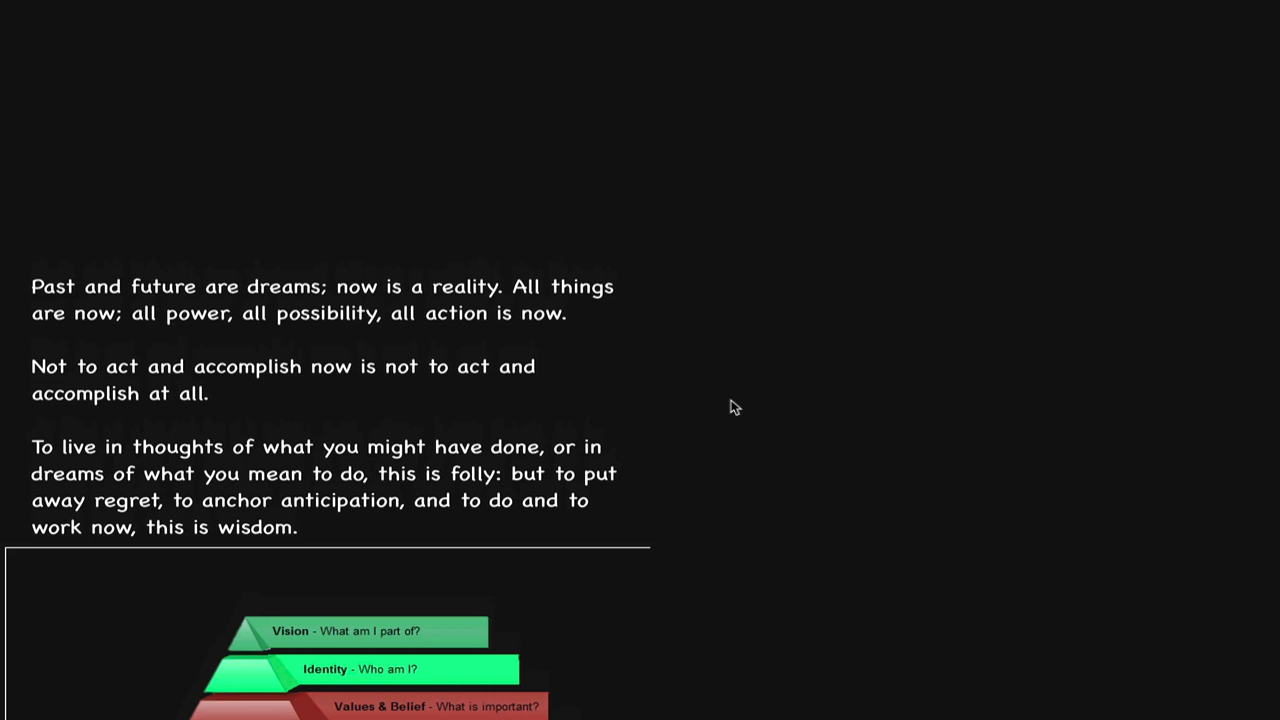 Past and future are dreams; now is a reality. All things
are now; all power, all possibility, all action is now.
Not to act and accomplish now is not to act and
accomplish at all.
To live in thoughts of what you might have done, or in
dreams of what you mean to do, this is folly: but to put
away regret, to anchor anticipation, and to do and to
work now, this is wisdom.
Vision - What am I part of?
Identity - Who am I?
Values & Belief - What is important?